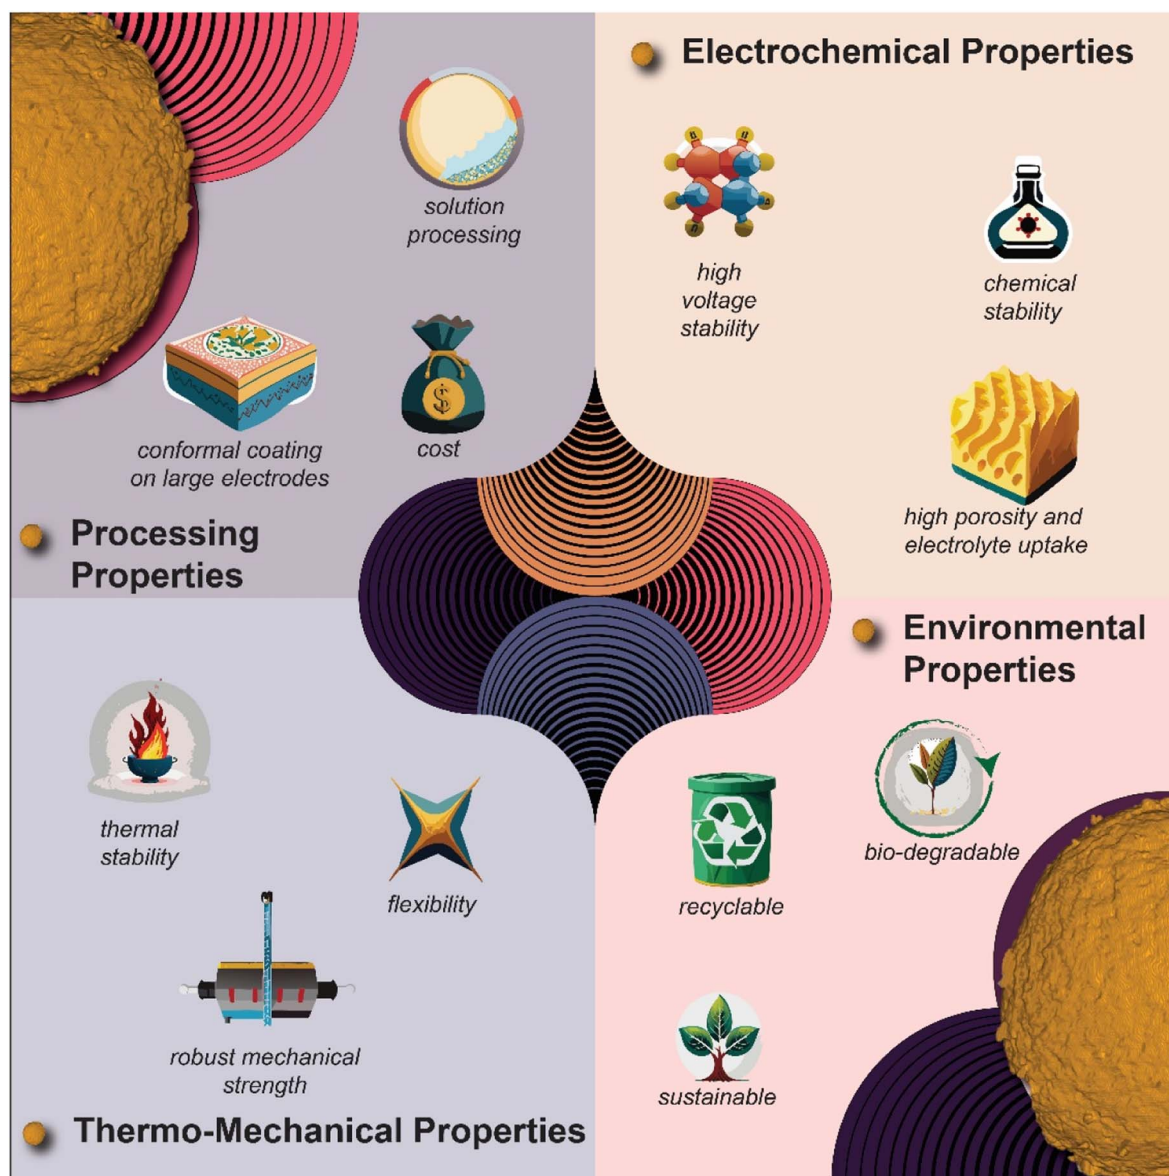 solution
processing
conformal coating
on large electrodes
cost
Processing
Properties
Electrochemical Properties
high
voltage
stability
chemical
stability
high porosity and
electrolyte uptake
thermal
stability
flexibility
robust mechanical
strength
Thermo-Mechanical Properties
Environmental
Properties
bio-degradable
recyclable
sustainable